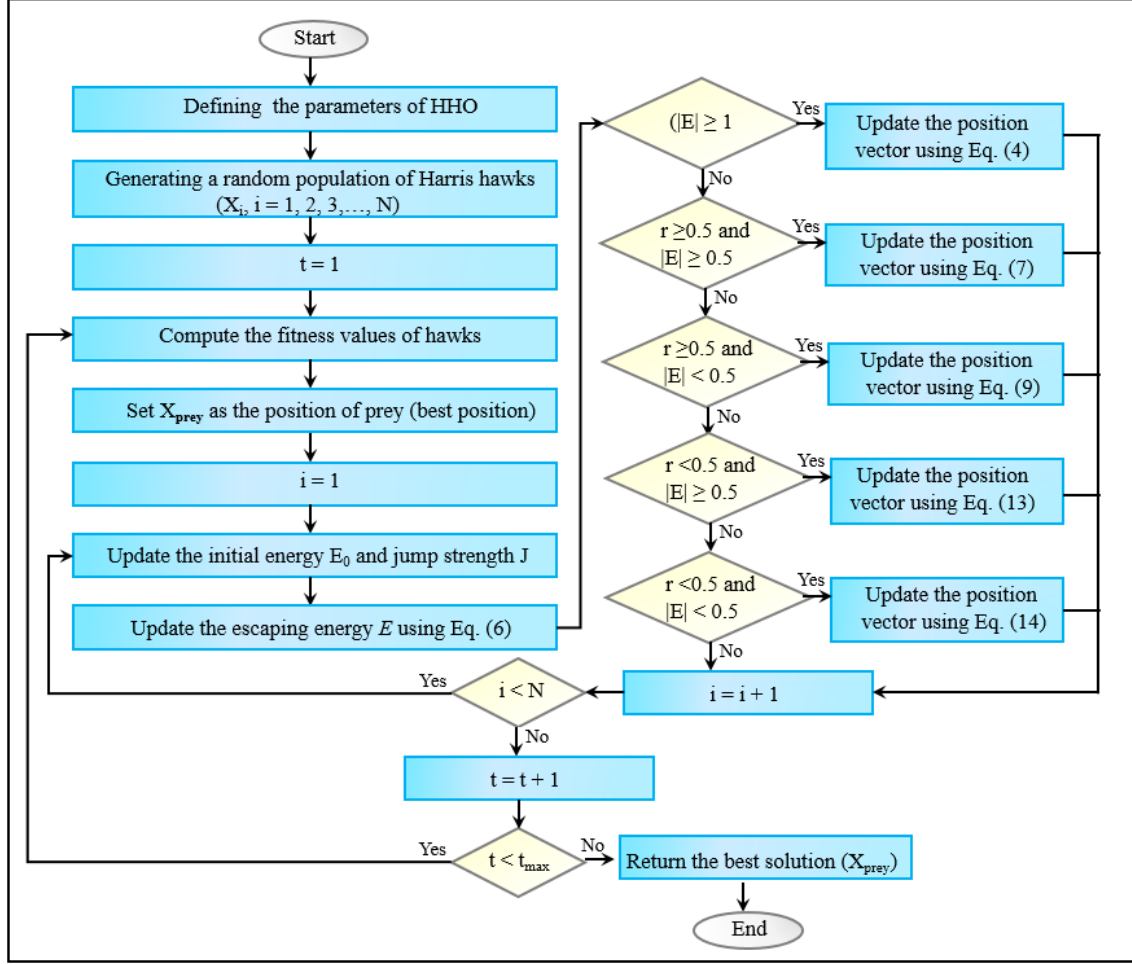 Start
Defining the parameters of HHO
Generating a random population of Harris hawks
(Xi, i = 1, 2, 3,…, N)
t = 1
Compute the fitness values of hawks
Set Xprey as the position of prey (best position)
i = 1
Update the initial energy E0 and jump strength J
Update the escaping energy E using Eq. (6)
(|E| ≥ 1
Yes
Update the position
vector using Eq. (4)
No
r ≥0.5 and
|E| ≥ 0.5
Yes
Update the position
vector using Eq. (7)
No
r ≥0.5 and
|E| < 0.5
Yes
Update the position
vector using Eq. (9)
No
r <0.5 and
|E| ≥ 0.5
Yes
Update the position
vector using Eq. (13)
No
r <0.5 and
|E| < 0.5
Yes
Update the position
vector using Eq. (14)
No
i = i + 1
i < N
Yes
No
t = t + 1
t < tmax
Yes
No
Return the best solution (Xprey)
End